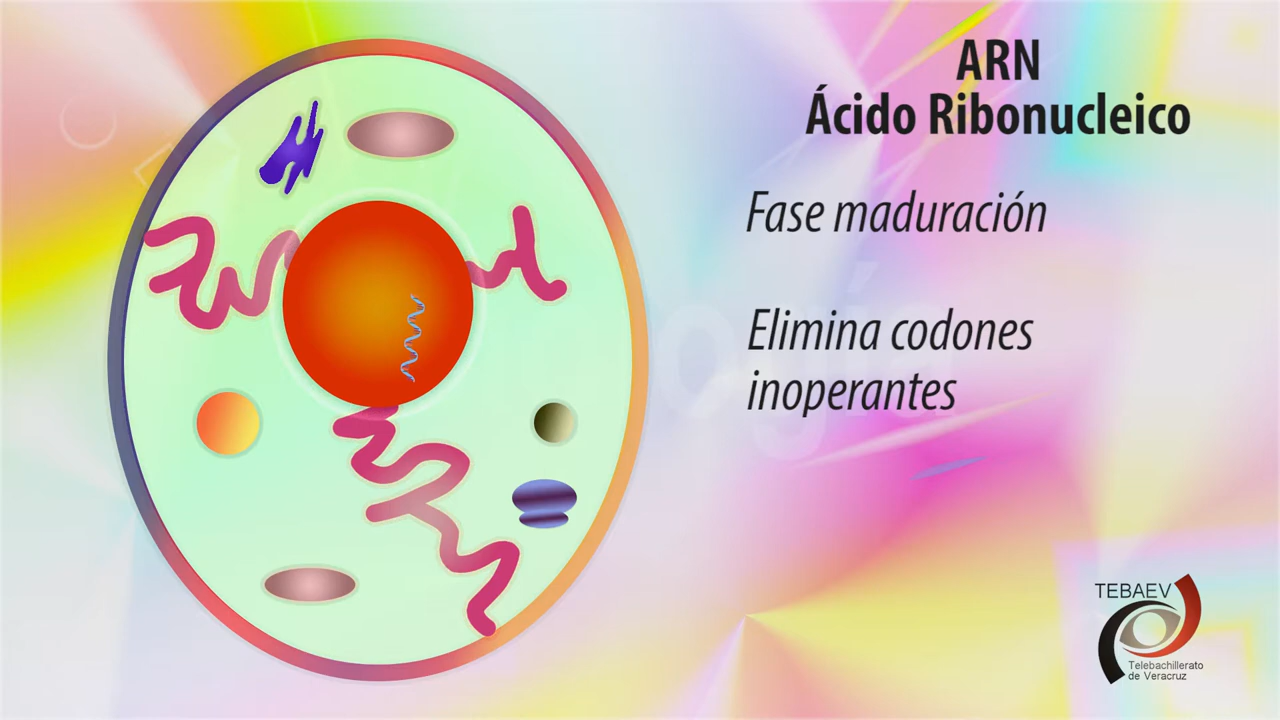 ARN
Ácido Ribonucleico
Fase maduración
Elimina codones
inoperantes
TEBAEV
Telebachillerato
de Veracruz